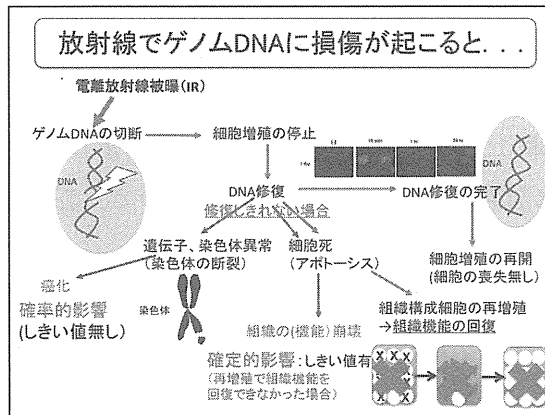 放射線でゲノムDNAに損傷が起こると．．．
電離放射線被曝(IR)
ゲノムDNAの切断
細胞増殖の停止
DNA
DNA
DNA修復
DNA修復の完了
修復しきれない場合
遺伝子、染色体異常
(染色体の断裂)
細胞死
(アポトーシス)
細胞増殖の再開
(細胞の喪失無し)
癌化
確率的影響
(しきい値無し)
染色体
組織の(機能)崩壊
組織構成細胞の再増殖
→組織機能の回復
確定的影響：しきい値有
(再増殖で組織機能を
回復できなかった場合)
X X X
X X
X X